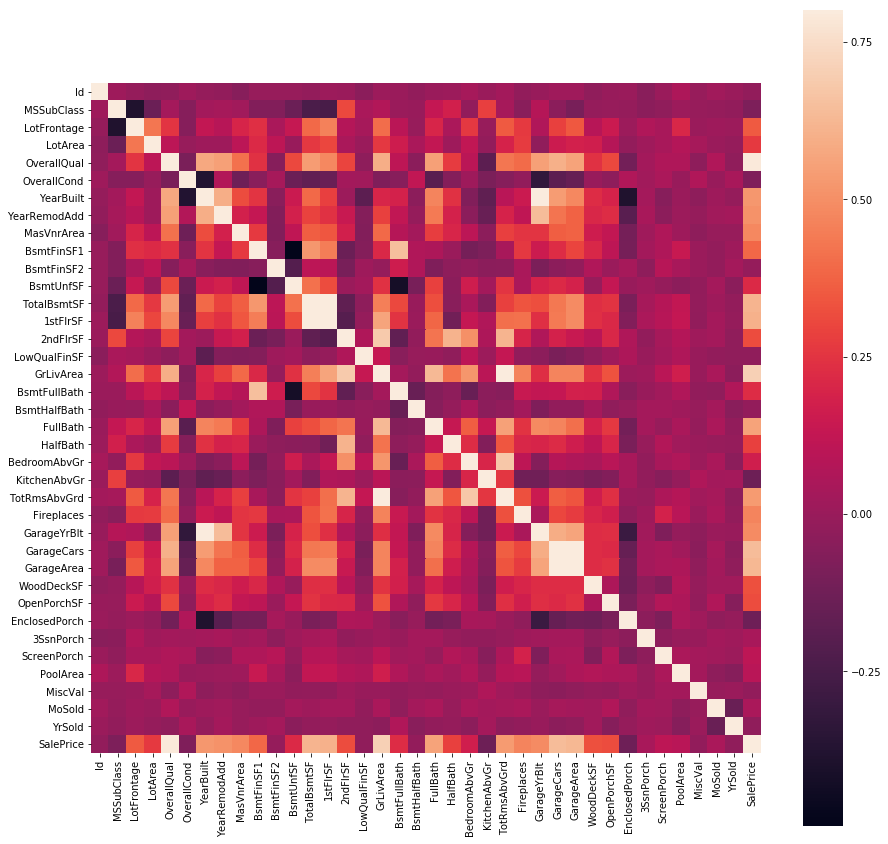 Id
MSSubClass
LotFrontage
LotArea
OverallQual
OverallCond
YearBuilt
YearRemodAdd
MasVnrArea
BsmtFinSF1
BsmtFinSF2
BsmtUnfSF
TotalBsmtSF
1stFlrSF
2ndFlrSF
LowQualFinSF
GrLivArea
BsmtFullBath
BsmtHalfBath
FullBath
HalfBath
BedroomAbvGr
KitchenAbvGr
TotRmsAbvGrd
Fireplaces
GarageYrBlt
GarageCars
GarageArea
WoodDeckSF
OpenPorchSF
EnclosedPorch
3SsnPorch
ScreenPorch
PoolArea
MiscVal
MoSold
YrSold
SalePrice
Id
MSSubClass
LotFrontage
LotArea
OverallQual
OverallCond
YearBuilt
YearRemodAdd
MasVnrArea
BsmtFinSF1
BsmtFinSF2
BsmtUnfSF
TotalBsmtSF
1stFlrSF
2ndFlrSF
LowQualFinSF
GrLivArea
BsmtFullBath
BsmtHalfBath
FullBath
HalfBath
BedroomAbvGr
KitchenAbvGr
TotRmsAbvGrd
Fireplaces
GarageYrBlt
GarageCars
GarageArea
WoodDeckSF
OpenPorchSF
EnclosedPorch
3SsnPorch
ScreenPorch
PoolArea
MiscVal
MoSold
YrSold
SalePrice
0.75
0.50
0.25
0.00
−0.25